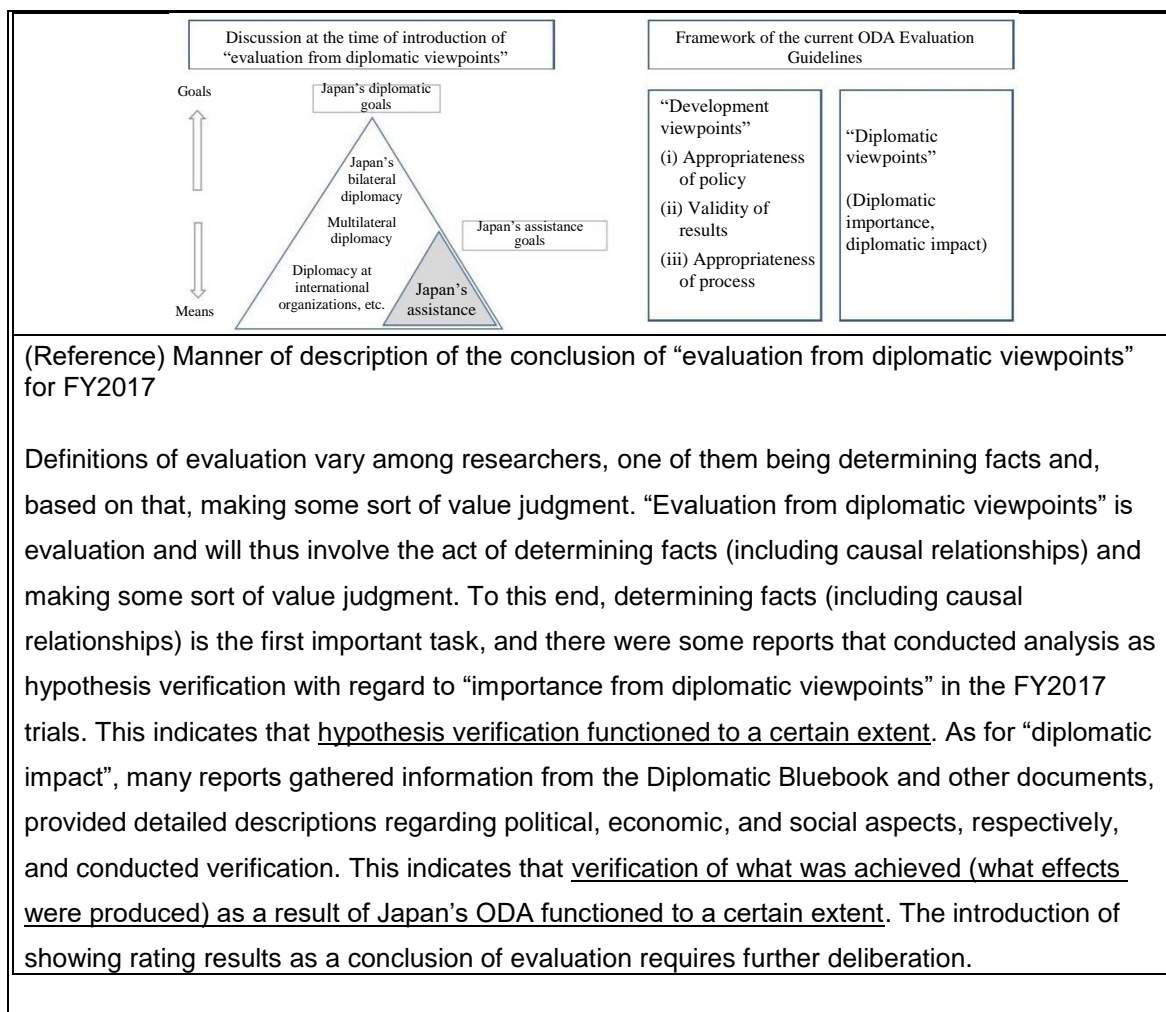 Discussion at the time of introduction of
“evaluation from diplomatic viewpoints”
Goals
Means
Japan’s diplomatic
goals
Japan’s
bilateral
diplomacy
Multilateral
diplomacy
Diplomacy at
international
organizations, etc.
Japan’s assistance
goals
Japan’s
assistance
Framework of the current ODA Evaluation
Guidelines
“Development
viewpoints”
(i) Appropriateness
of policy
(ii) Validity of
results
(iii) Appropriateness
of process
“Diplomatic
viewpoints”
(Diplomatic
importance,
diplomatic impact)
(Reference) Manner of description of the conclusion of “evaluation from diplomatic viewpoints”
for FY2017
Definitions of evaluation vary among researchers, one of them being determining facts and,
based on that, making some sort of value judgment. “Evaluation from diplomatic viewpoints” is
evaluation and will thus involve the act of determining facts (including causal relationships) and
making some sort of value judgment. To this end, determining facts (including causal
relationships) is the first important task, and there were some reports that conducted analysis as
hypothesis verification with regard to “importance from diplomatic viewpoints” in the FY2017
trials. This indicates that hypothesis verification functioned to a certain extent. As for “diplomatic
impact”, many reports gathered information from the Diplomatic Bluebook and other documents,
provided detailed descriptions regarding political, economic, and social aspects, respectively,
and conducted verification. This indicates that verification of what was achieved (what effects
were produced) as a result of Japan’s ODA functioned to a certain extent. The introduction of
showing rating results as a conclusion of evaluation requires further deliberation.